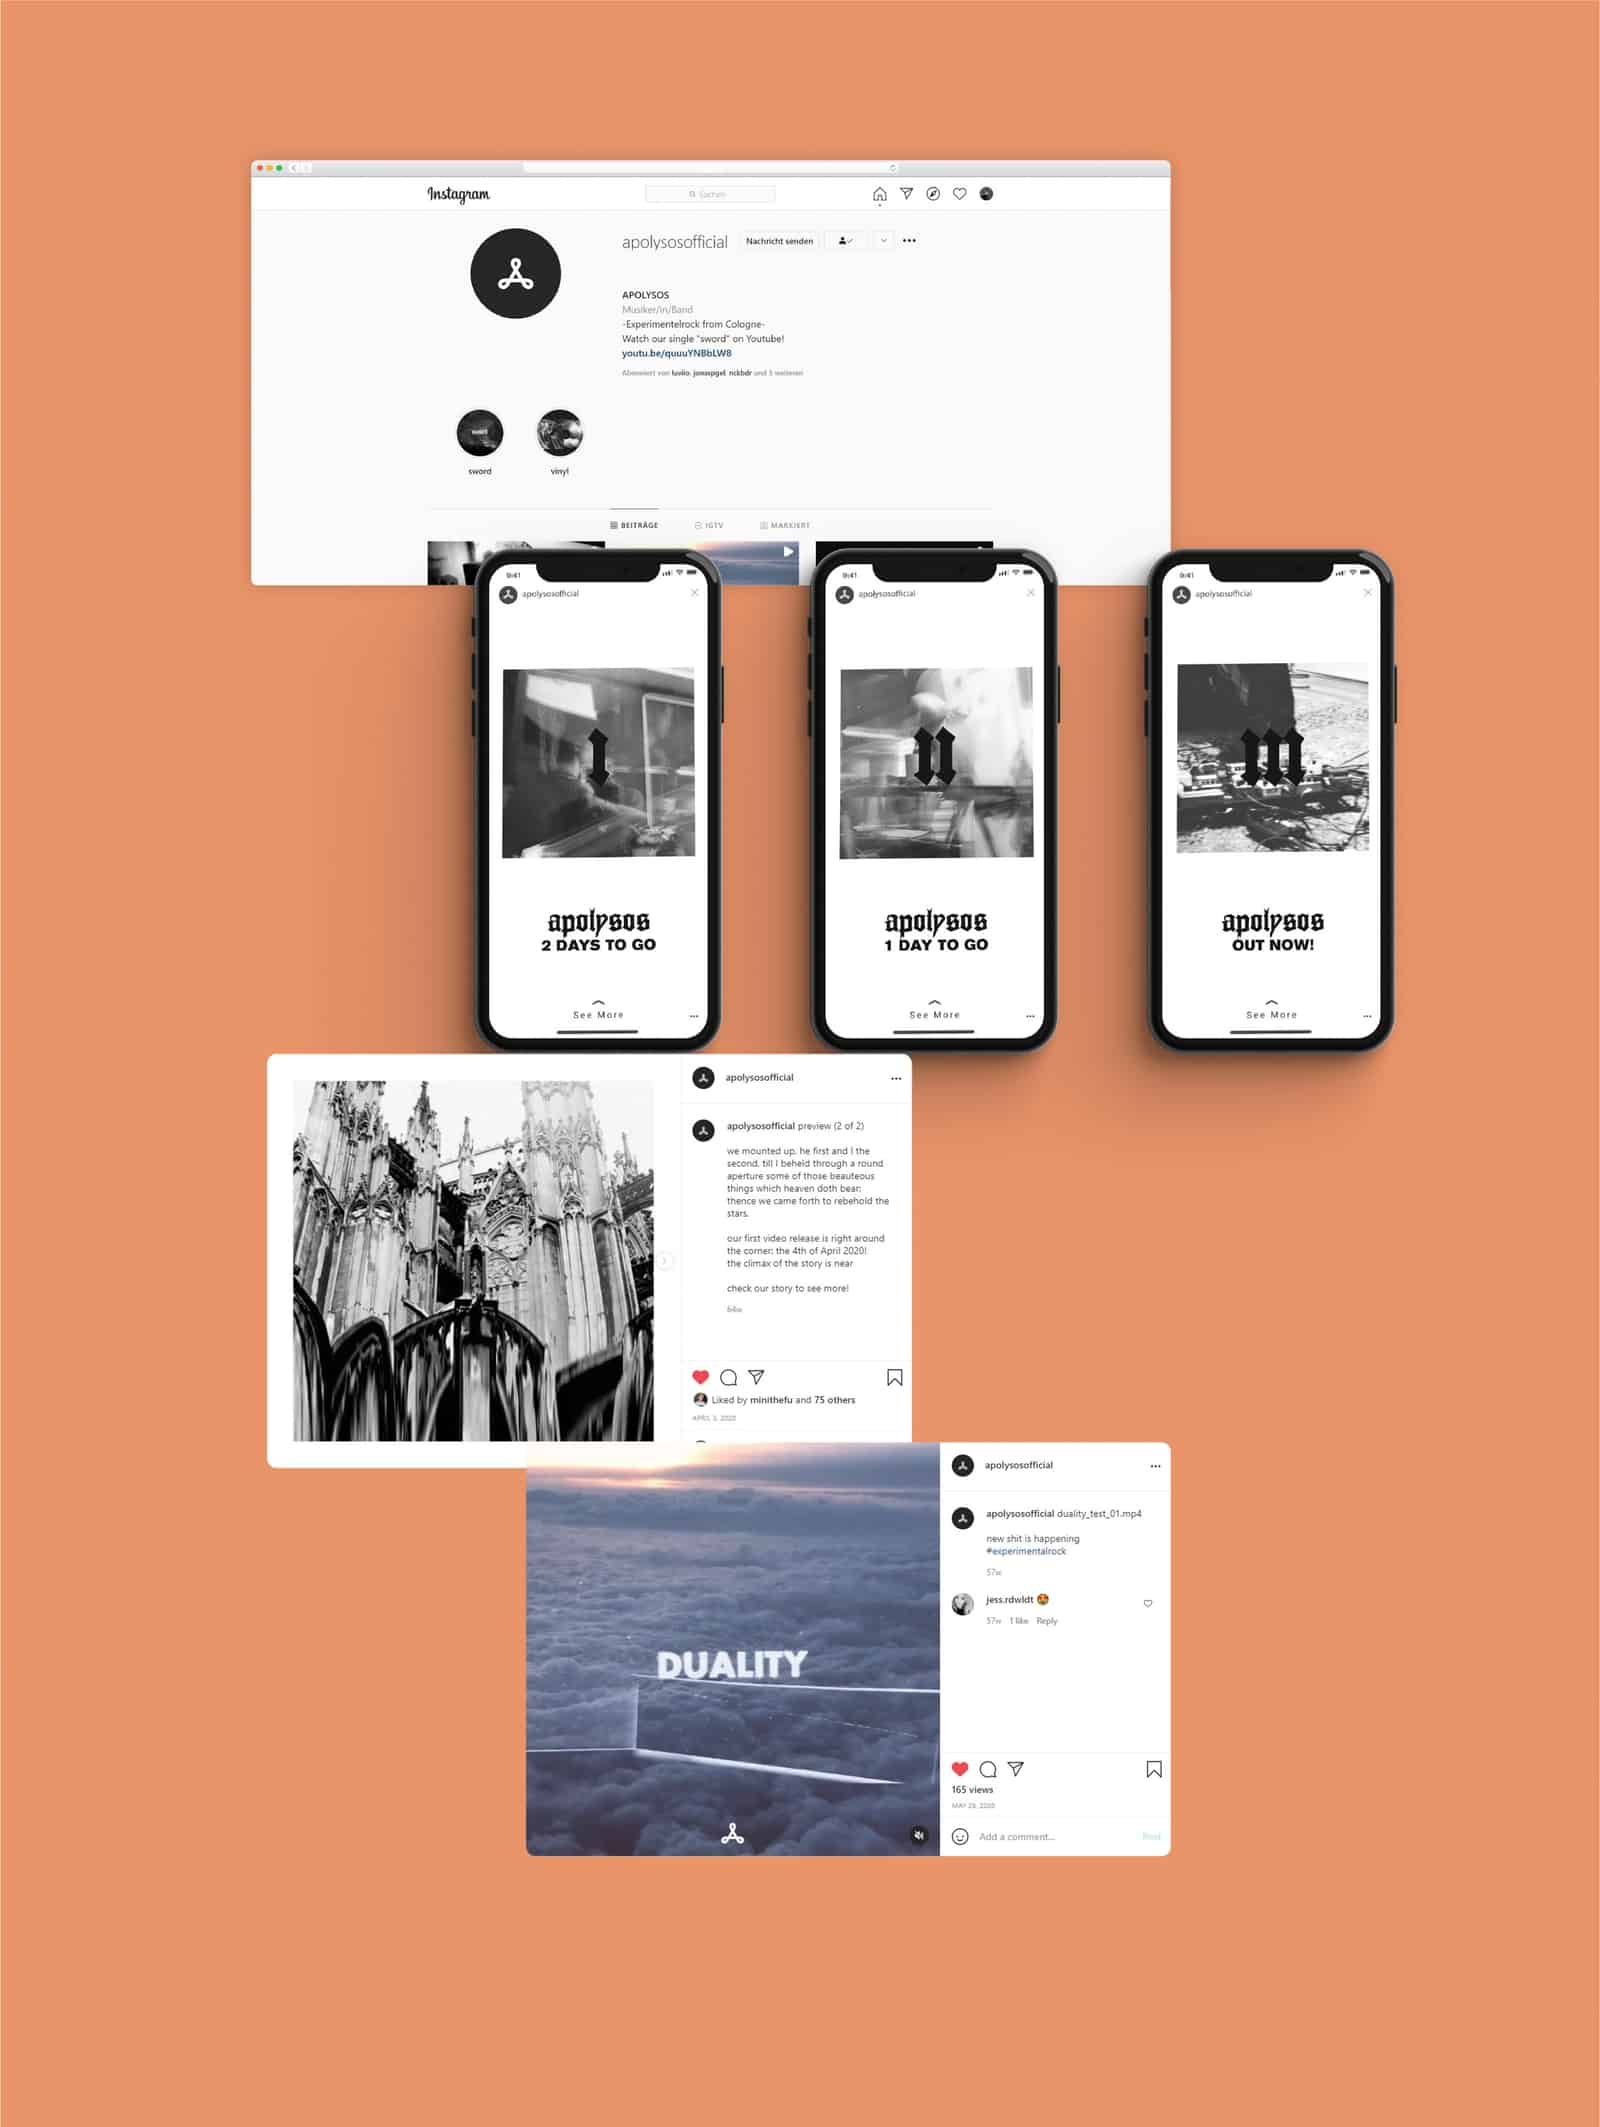 Instagram
Suchen
apolysosofficial
Nachricht senden
APOLYSOS
Musiker/in/Band
-Experimentelrock from Cologne-
Watch our single "sword" on Youtube!
youtu.be/quuuYNBbLW8
Abonniert von luviio, jonaspgel, nckbdr und 5 weiteren
sword
vinyl
BEITRÄGE
IGTV
MARKIERT
9:41
apolysosofficial
I
apolysos
2 DAYS TO GO
See More
9:41
apolysosofficial
II
apolysos
1 DAY TO GO
See More
9:41
apolysosofficial
III
apolysos
OUT NOW!
See More
apolysosofficial
apolysosofficial preview (2 of 2)
we mounted up, he first and I the
second, till I beheld through a round
aperture some of those beauteous
things which heaven doth bear;
thence we came forth to rebehold the
stars.
our first video release is right around
the corner: the 4th of April 2020!
the climax of the story is near
check our story to see more!
64w
Liked by minithefu and 75 others
APRIL 3, 2020
DUALITY
apolysosofficial
apolysosofficial duality_test_01.mp4
new shit is happening
#experimentalrock
57w
jess.rdwldt 🤩
57w 1 like Reply
165 views
MAY 26, 2020
Add a comment...
Post